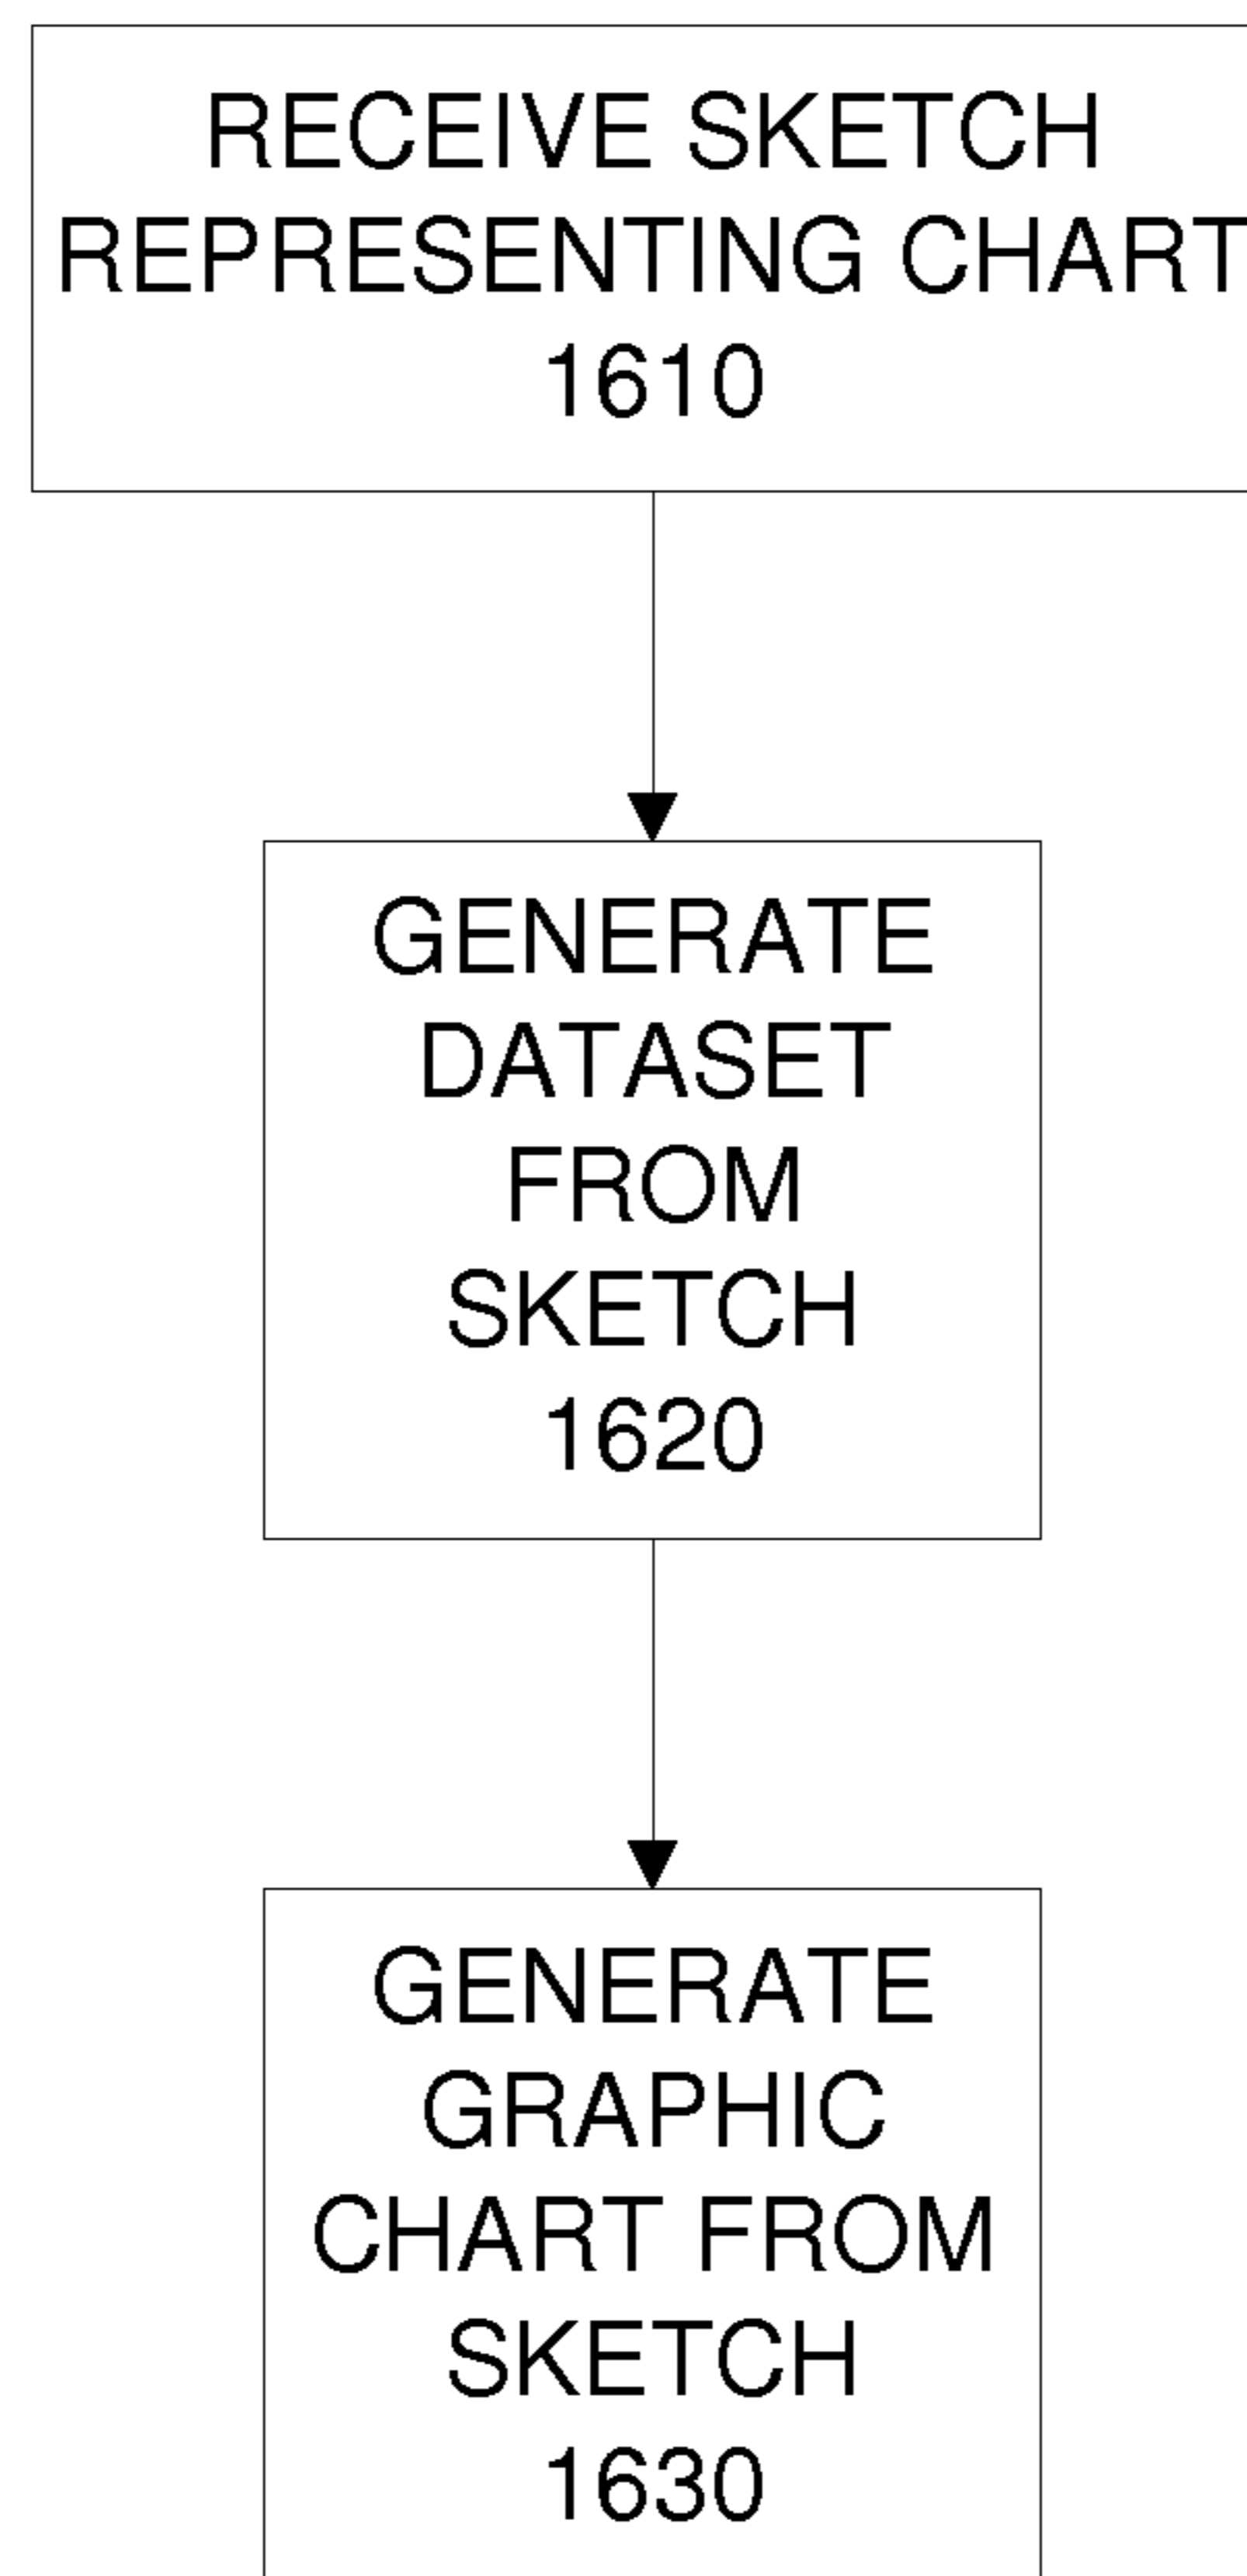 RECEIVE SKETCH
REPRESENTING CHART
1610
GENERATE
DATASET
FROM
SKETCH
1620
GENERATE
GRAPHIC
CHART FROM
SKETCH
1630